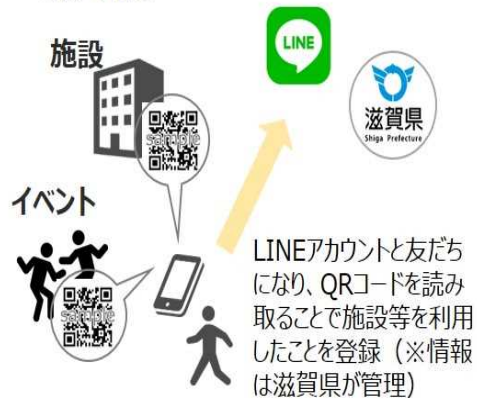 施設
LINE
滋賀県
Shiga Prefecture
sample
イベント
sample
LINEアカウントと友だち
になり、QRコードを読み
取ることで施設等を利用
したことを登録（※情報
は滋賀県が管理）